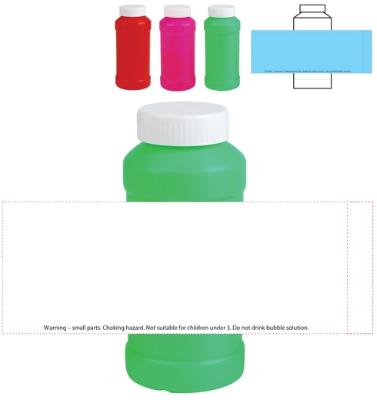 Warning – small parts. Choking hazard. Not suitable for children under 3. Do not drink bubble solution.